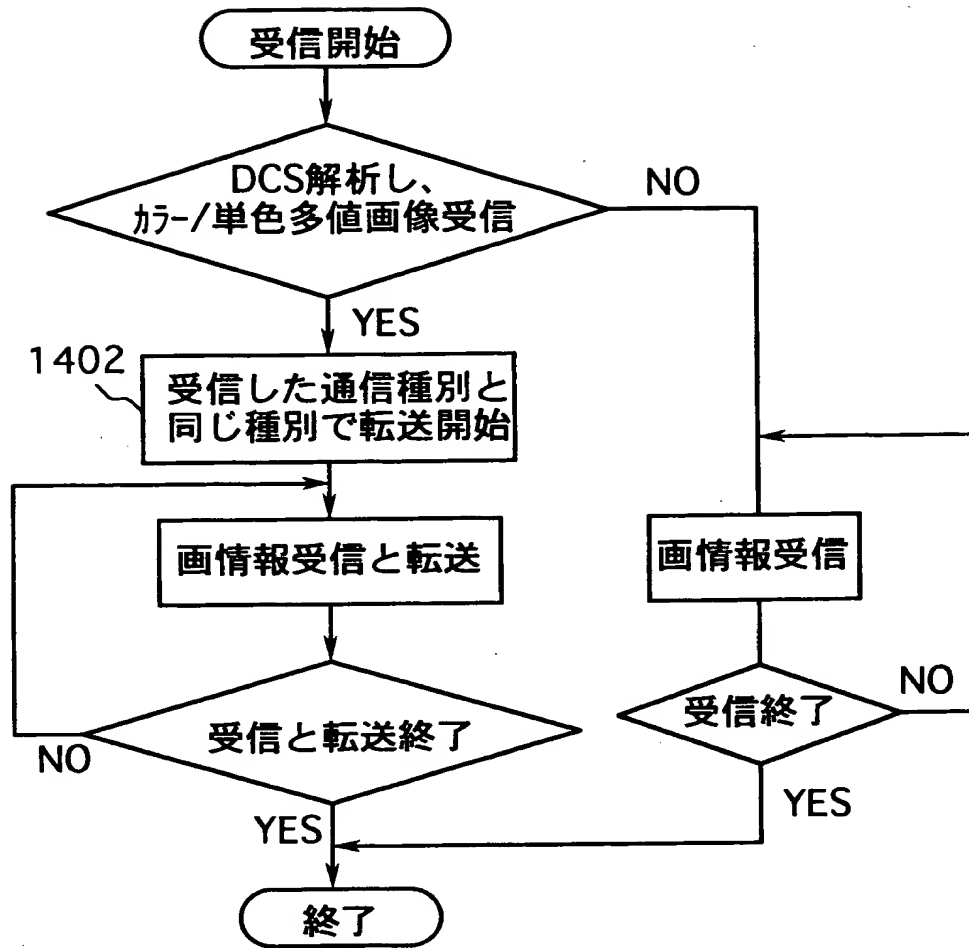 受信開始
DCS解析し、
カラー/単色多値画像受信
NO
YES
1402
受信した通信種別と
同じ種別で転送開始
画情報受信と転送
画情報受信
受信と転送終了
NO
YES
受信終了
NO
YES
終了